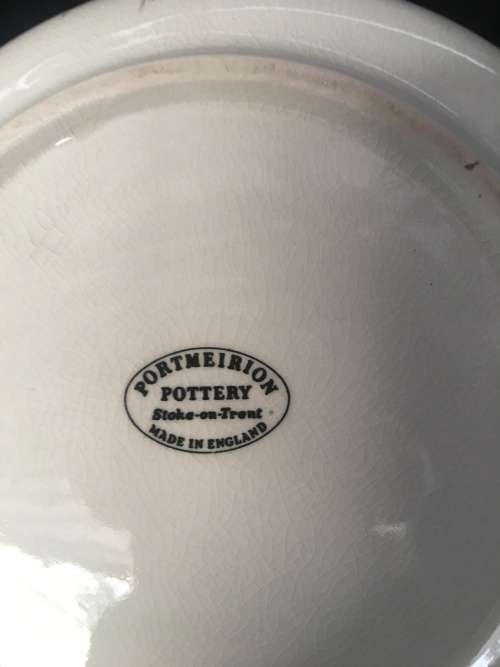 PORTMEIRION
POTTERY
Stoke-on-Trent
MADE IN ENGLAND